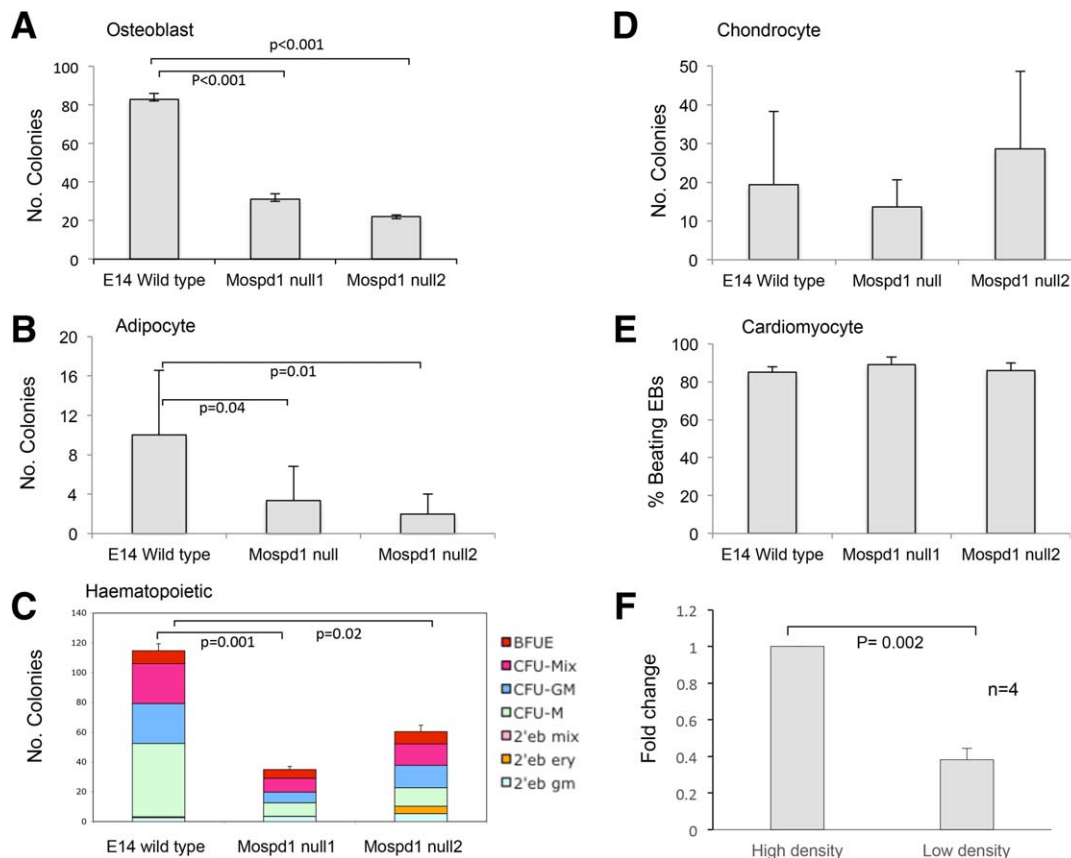 A
Osteoblast
p<0.001
P<0.001
No. Colonies
100
80
60
40
20
0
E14 Wild type
Mospd1 null1
Mospd1 null2
B
Adipocyte
p=0.01
p=0.04
No. Colonies
20
16
12
8
4
0
E14 Wild type
Mospd1 null
Mospd1 null2
C
Haematopoietic
p=0.001
p=0.02
No. Colonies
140
120
100
80
60
40
20
0
E14 wild type
Mospd1 null1
Mospd1 null2
BFUE
CFU-Mix
CFU-GM
CFU-M
2'eb mix
2'eb ery
2'eb gm
D
Chondrocyte
No. Colonies
50
40
30
20
10
0
E14 Wild type
Mospd1 null
Mospd1 null2
E
Cardiomyocyte
% Beating EBs
100
80
60
40
20
0
E14 Wild type
Mospd1 null1
Mospd1 null2
F
P= 0.002
n=4
Fold change
1.2
1
0.8
0.6
0.4
0.2
0
High density
Low density